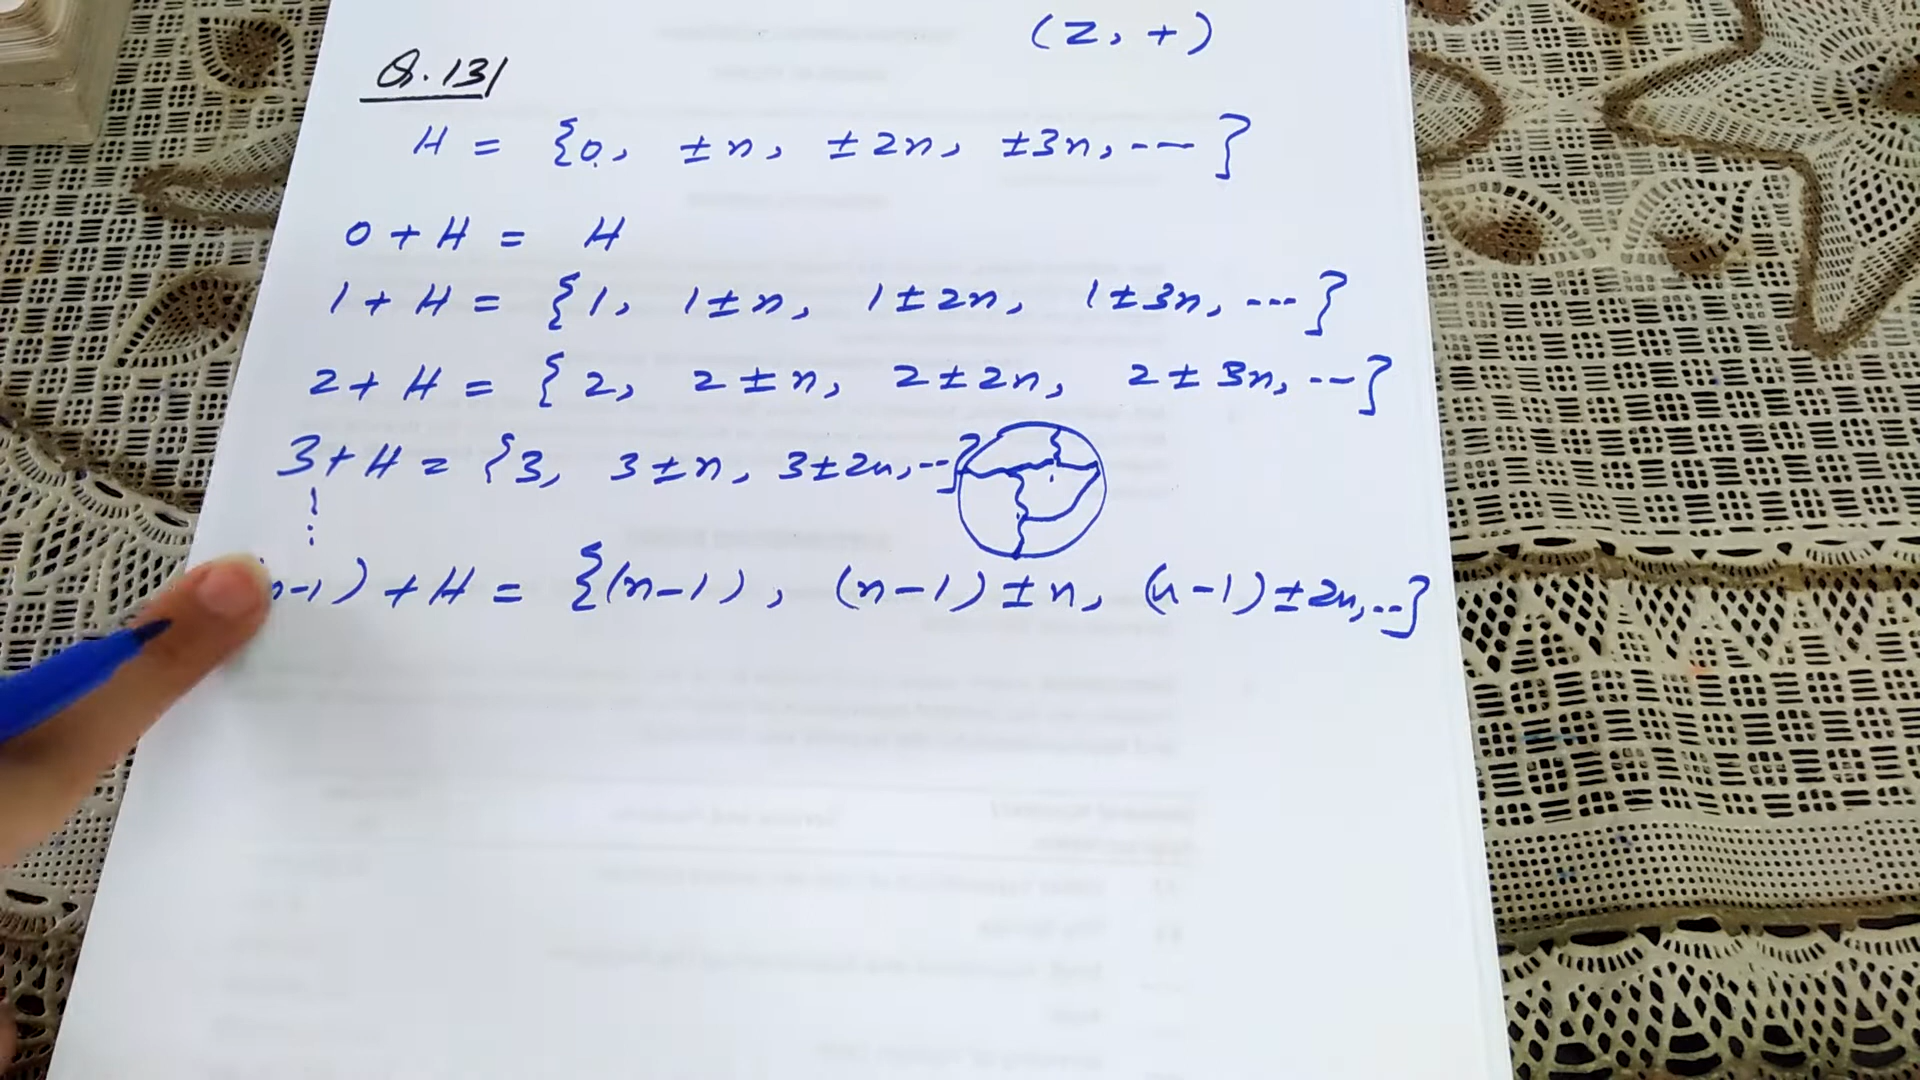 (Z, +)
Q. 131
H = {0, ±n, ±2n, ±3n, --- }
0 + H = H
1 + H = {1, 1±n, 1±2n, 1±3n, --- }
2 + H = {2, 2±n, 2±2n, 2±3n, --- }
3 + H = {3, 3±n, 3±2n, -- }
n-1) + H = {(n-1), (n-1)±n, (n-1)±2n, --}